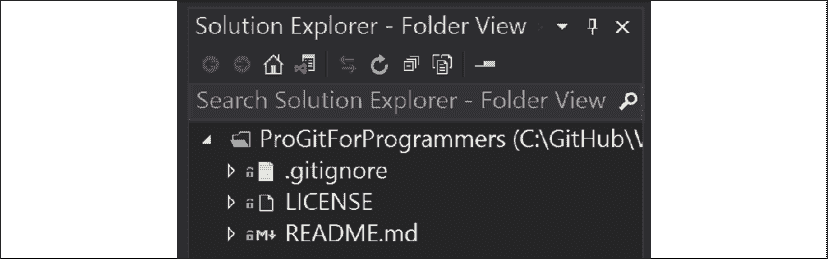 Solution Explorer - Folder View
Search Solution Explorer - Folder View
ProGitForProgrammers (C:\GitHub\
.gitignore
LICENSE
README.md